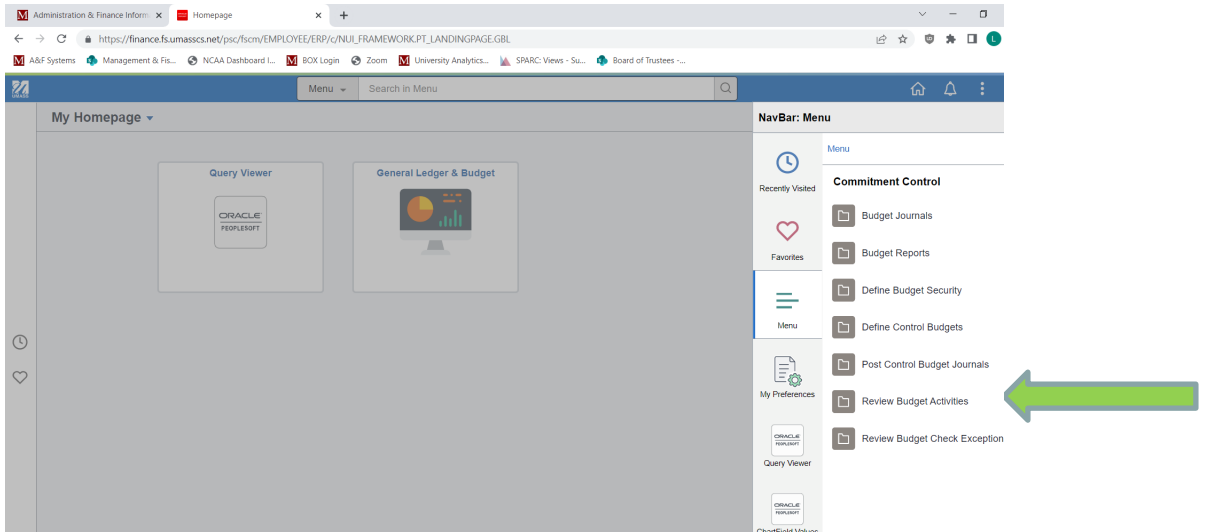 Administration & Finance Inform
Homepage
https://finance.fs.umasscs.net/psc/fscm/EMPLOYEE/ERP/c/NUI_FRAMEWORK.PT_LANDINGPAGE.GBL
L
A&F Systems
Management & Fis...
NCAA Dashboard I...
BOX Login
Zoom
University Analytics...
SPARC: Views - Su...
Board of Trustees -...
UMASS
Menu
Search in Menu
My Homepage
NavBar: Menu
Query Viewer
ORACLE
PEOPLESOFT
General Ledger & Budget
Recently Visited
Favorites
Menu
My Preferences
ORACLE
PEOPLESOFT
Query Viewer
ORACLE
PEOPLESOFT
ChartField Values
Menu
Commitment Control
Budget Journals
Budget Reports
Define Budget Security
Define Control Budgets
Post Control Budget Journals
Review Budget Activities
Review Budget Check Exception